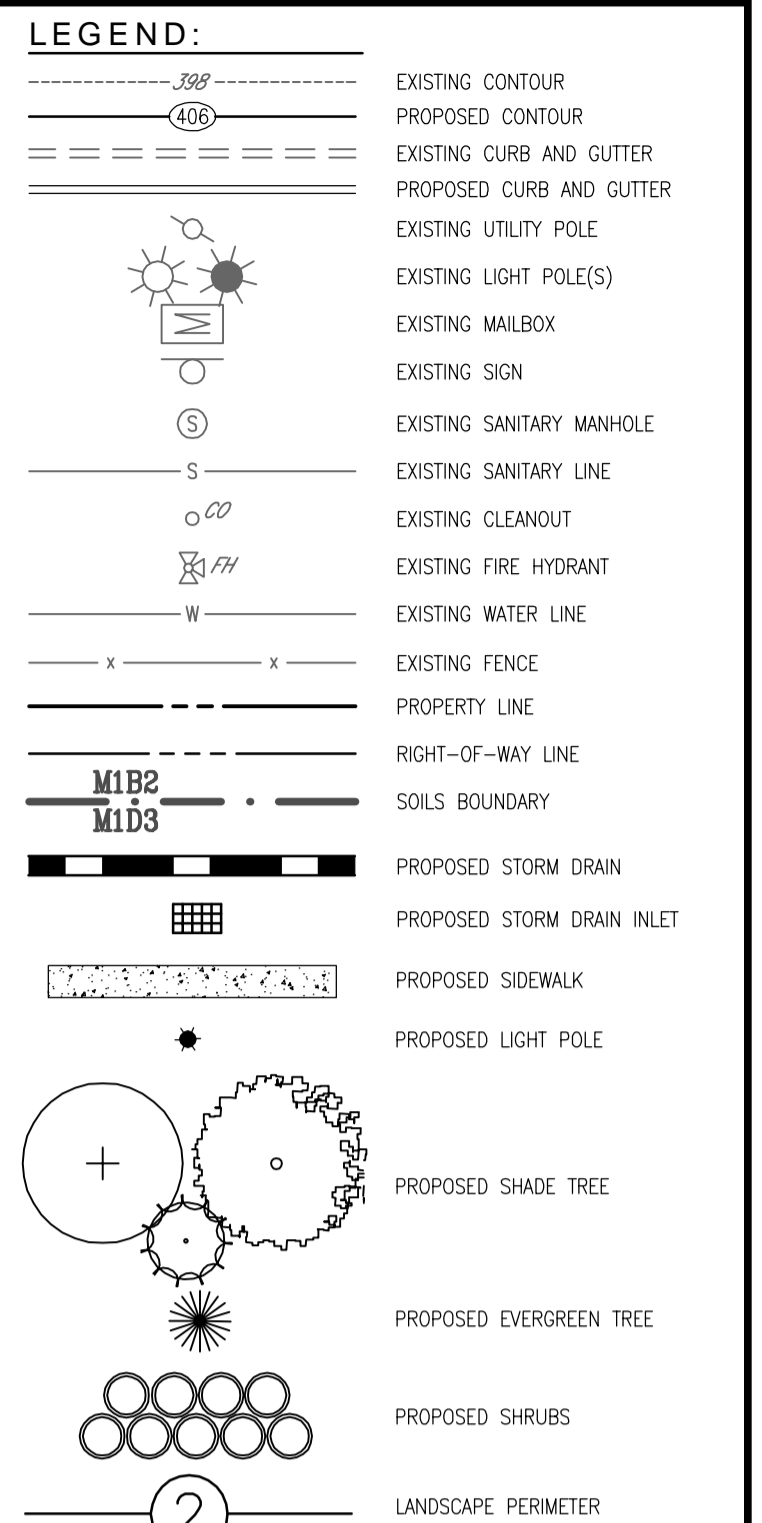 LEGEND:
398 EXISTING CONTOUR
406 PROPOSED CONTOUR
EXISTING CURB AND GUTTER
PROPOSED CURB AND GUTTER
EXISTING UTILITY POLE
EXISTING LIGHT POLE(S)
M EXISTING MAILBOX
EXISTING SIGN
S EXISTING SANITARY MANHOLE
S EXISTING SANITARY LINE
CO EXISTING CLEANOUT
FH EXISTING FIRE HYDRANT
W EXISTING WATER LINE
x x EXISTING FENCE
PROPERTY LINE
RIGHT-OF-WAY LINE
M1B2
SOILS BOUNDARY
M1D3
PROPOSED STORM DRAIN
PROPOSED STORM DRAIN INLET
PROPOSED SIDEWALK
PROPOSED LIGHT POLE
PROPOSED SHADE TREE
PROPOSED EVERGREEN TREE
PROPOSED SHRUBS
2 LANDSCAPE PERIMETER